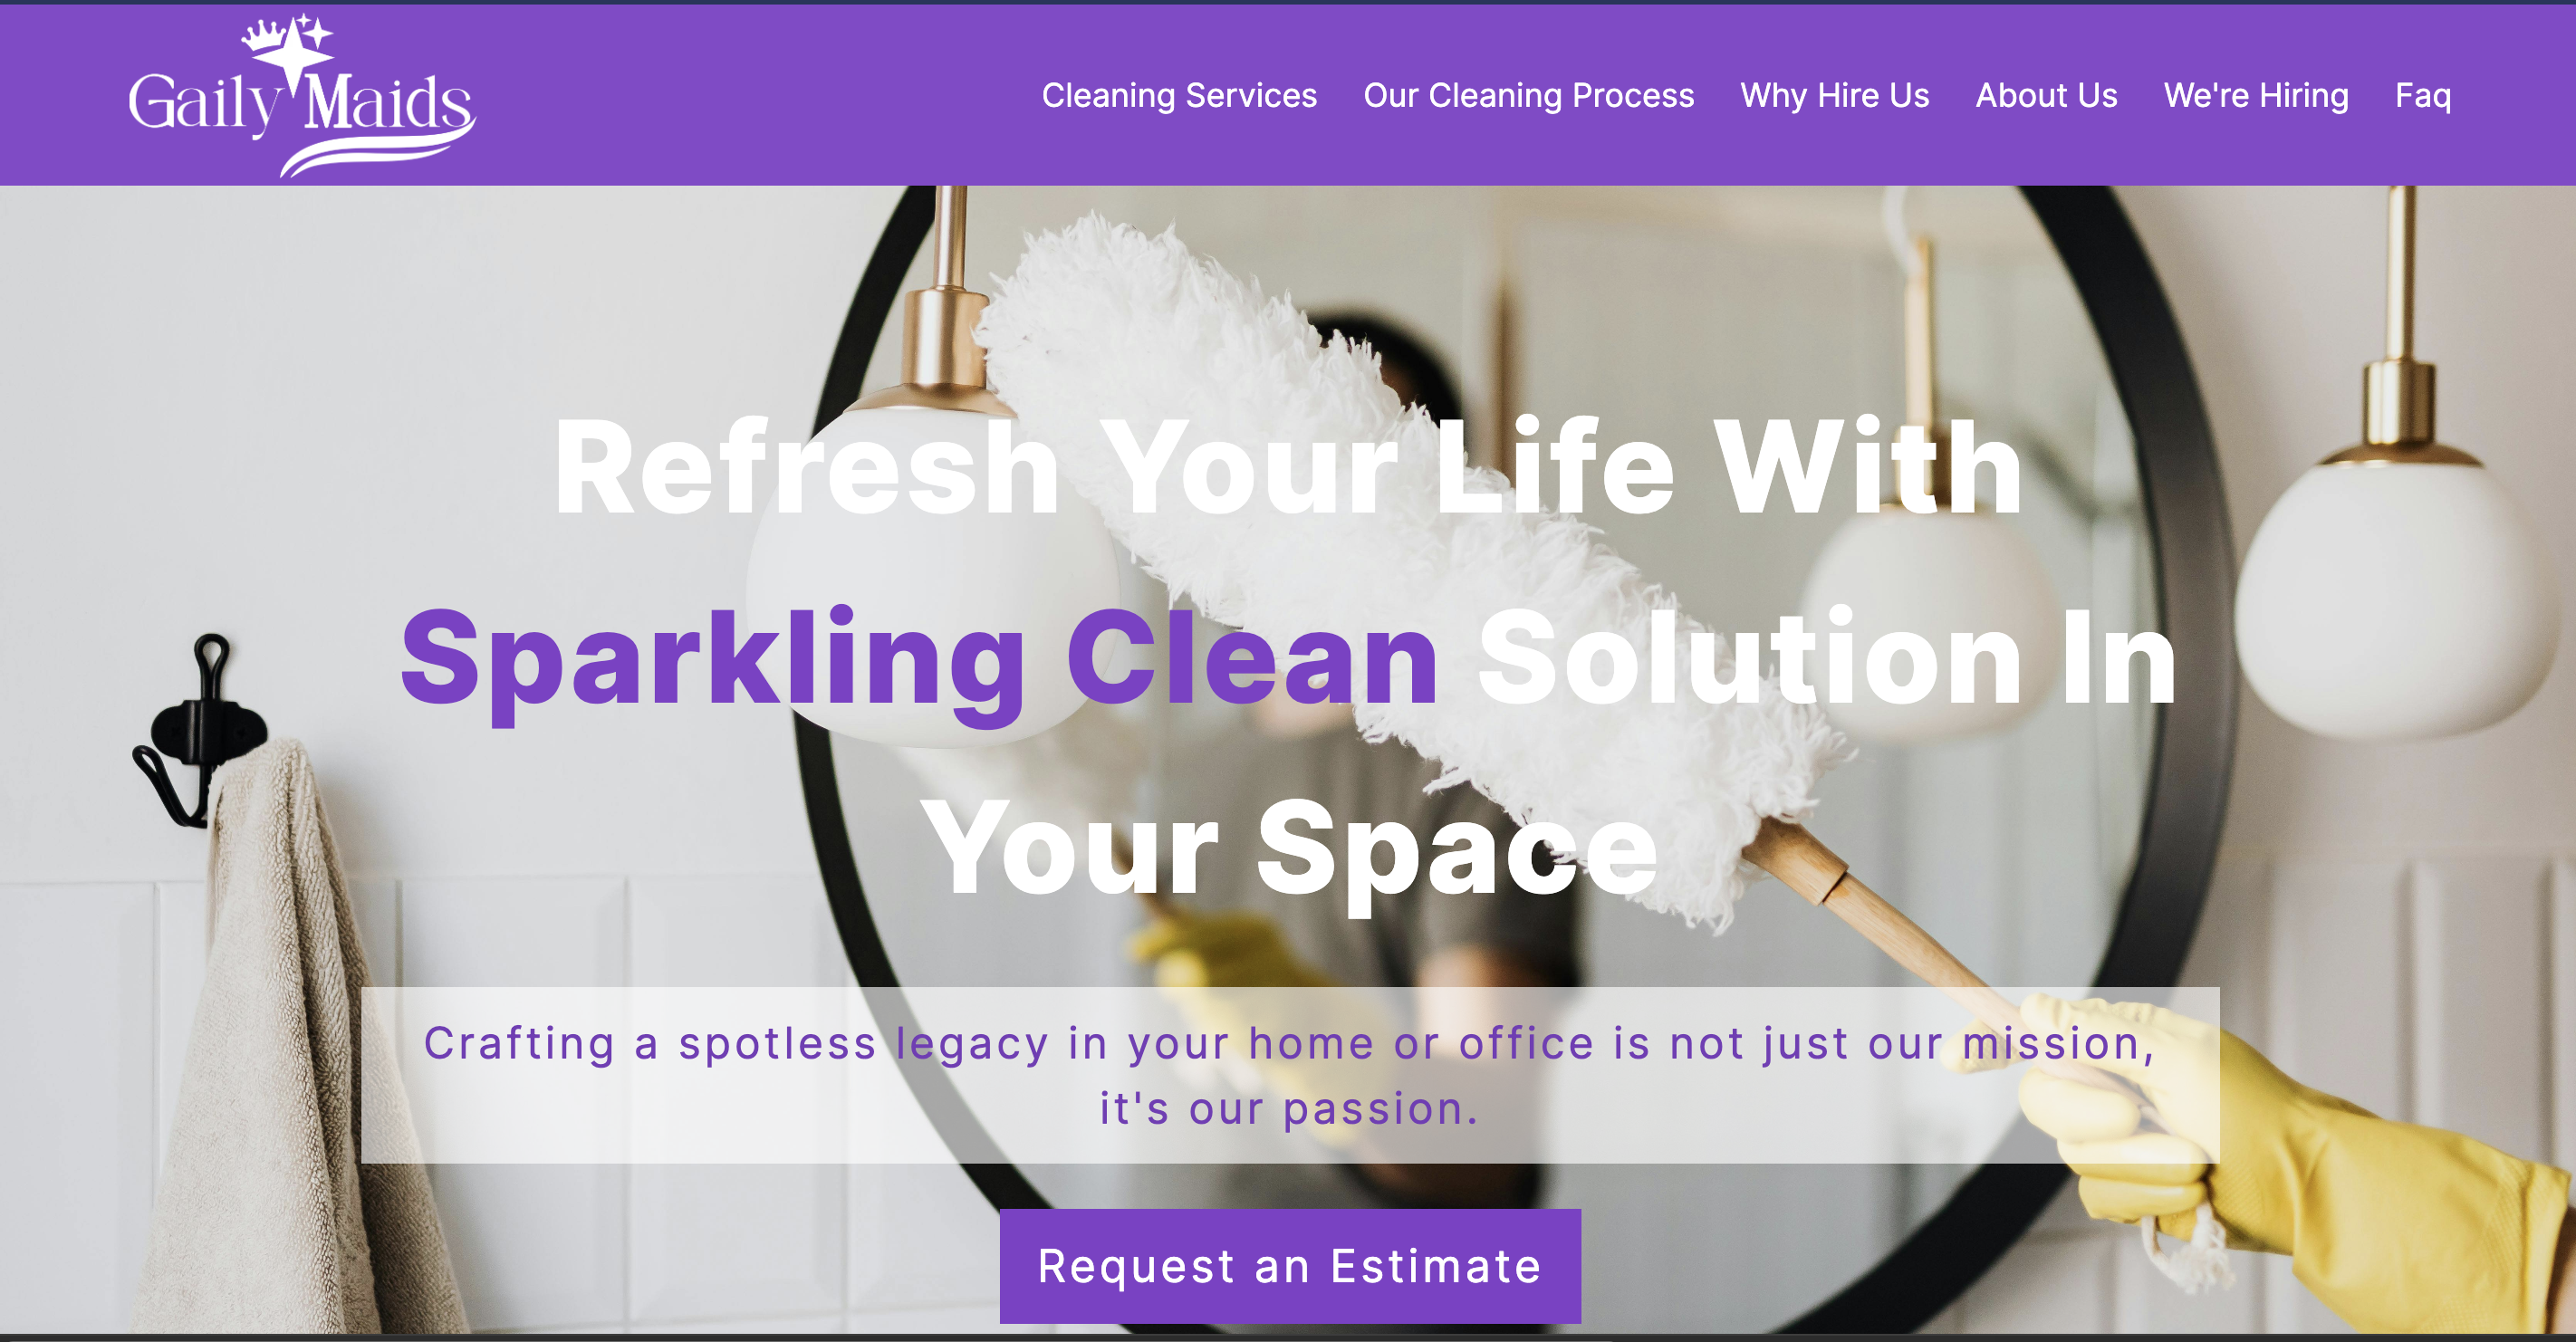 Gaily Maids
Cleaning Services Our Cleaning Process Why Hire Us About Us We're Hiring Faq
Refresh Your Life With
Sparkling Clean Solution In
Your Space
Crafting a spotless legacy in your home or office is not just our mission,
it's our passion.
Request an Estimate